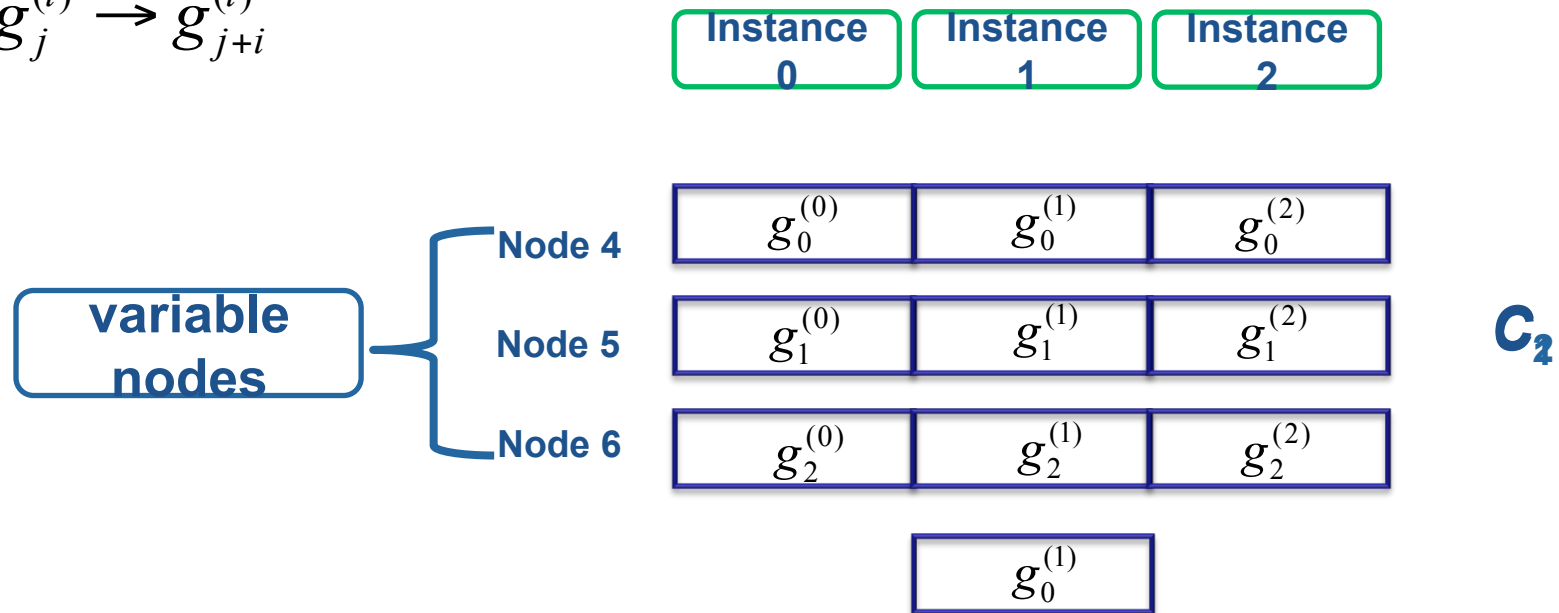 g_j^{(i)} → g_{j+i}^{(i)}
Instance 0
Instance 1
Instance 2
g_0^{(0)} g_0^{(1)} g_0^{(2)}
Node 4
variable nodes
Node 5
g_1^{(0)} g_1^{(1)} g_1^{(2)}
Node 6
g_2^{(0)} g_2^{(1)} g_2^{(2)}
g_0^{(1)}
C